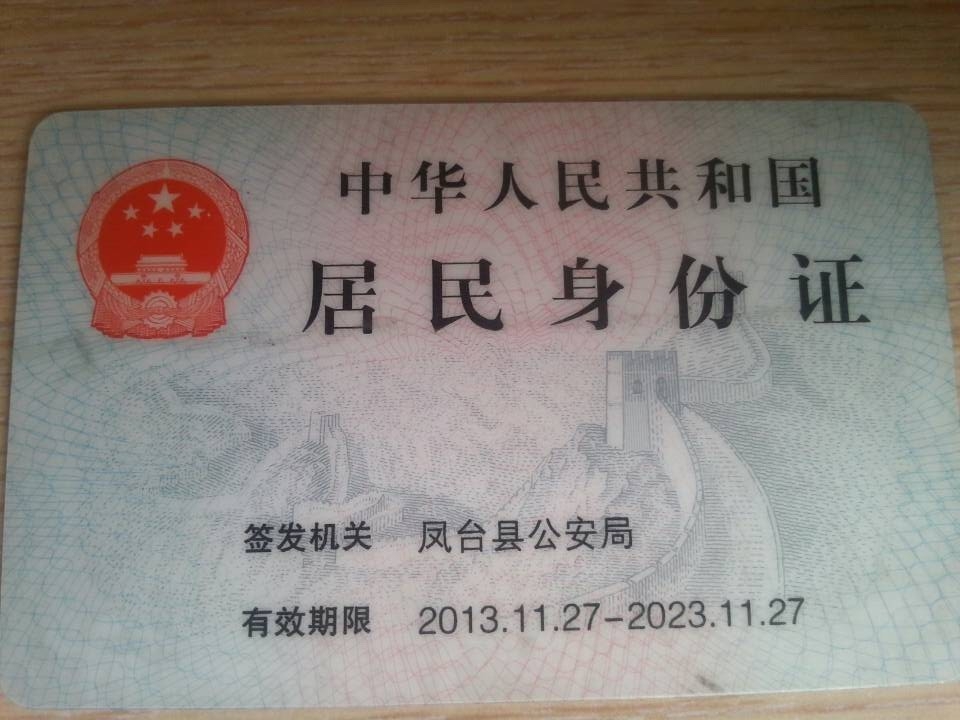 中华人民共和国
居民身份证
签发机关 凤台县公安局
有效期限 2013.11.27-2023.11.27